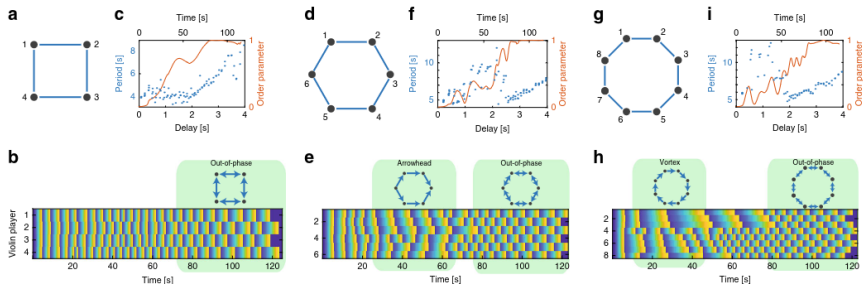 a
1 2
4 3
c
Time [s]
0 50 100
Period [s]
8
6
4
1
0
Order parameter
0 1 2 3 4
Delay [s]
d
1 2
6 3
5 4
f
Time [s]
0 50 100
Period [s]
10
5
1
0
Order parameter
0 1 2 3 4
Delay [s]
g
1 2
8 3
7 4
6 5
i
Time [s]
0 50 100
Period [s]
10
5
1
0
Order parameter
0 1 2 3 4
Delay [s]
b
Out-of-phase
Violin player
1
2
3
4
20 40 60 80 100 120
Time [s]
e
Arrowhead Out-of-phase
2
4
6
20 40 60 80 100 120
Time [s]
h
Vortex Out-of-phase
2
4
6
8
20 40 60 80 100 120
Time [s]